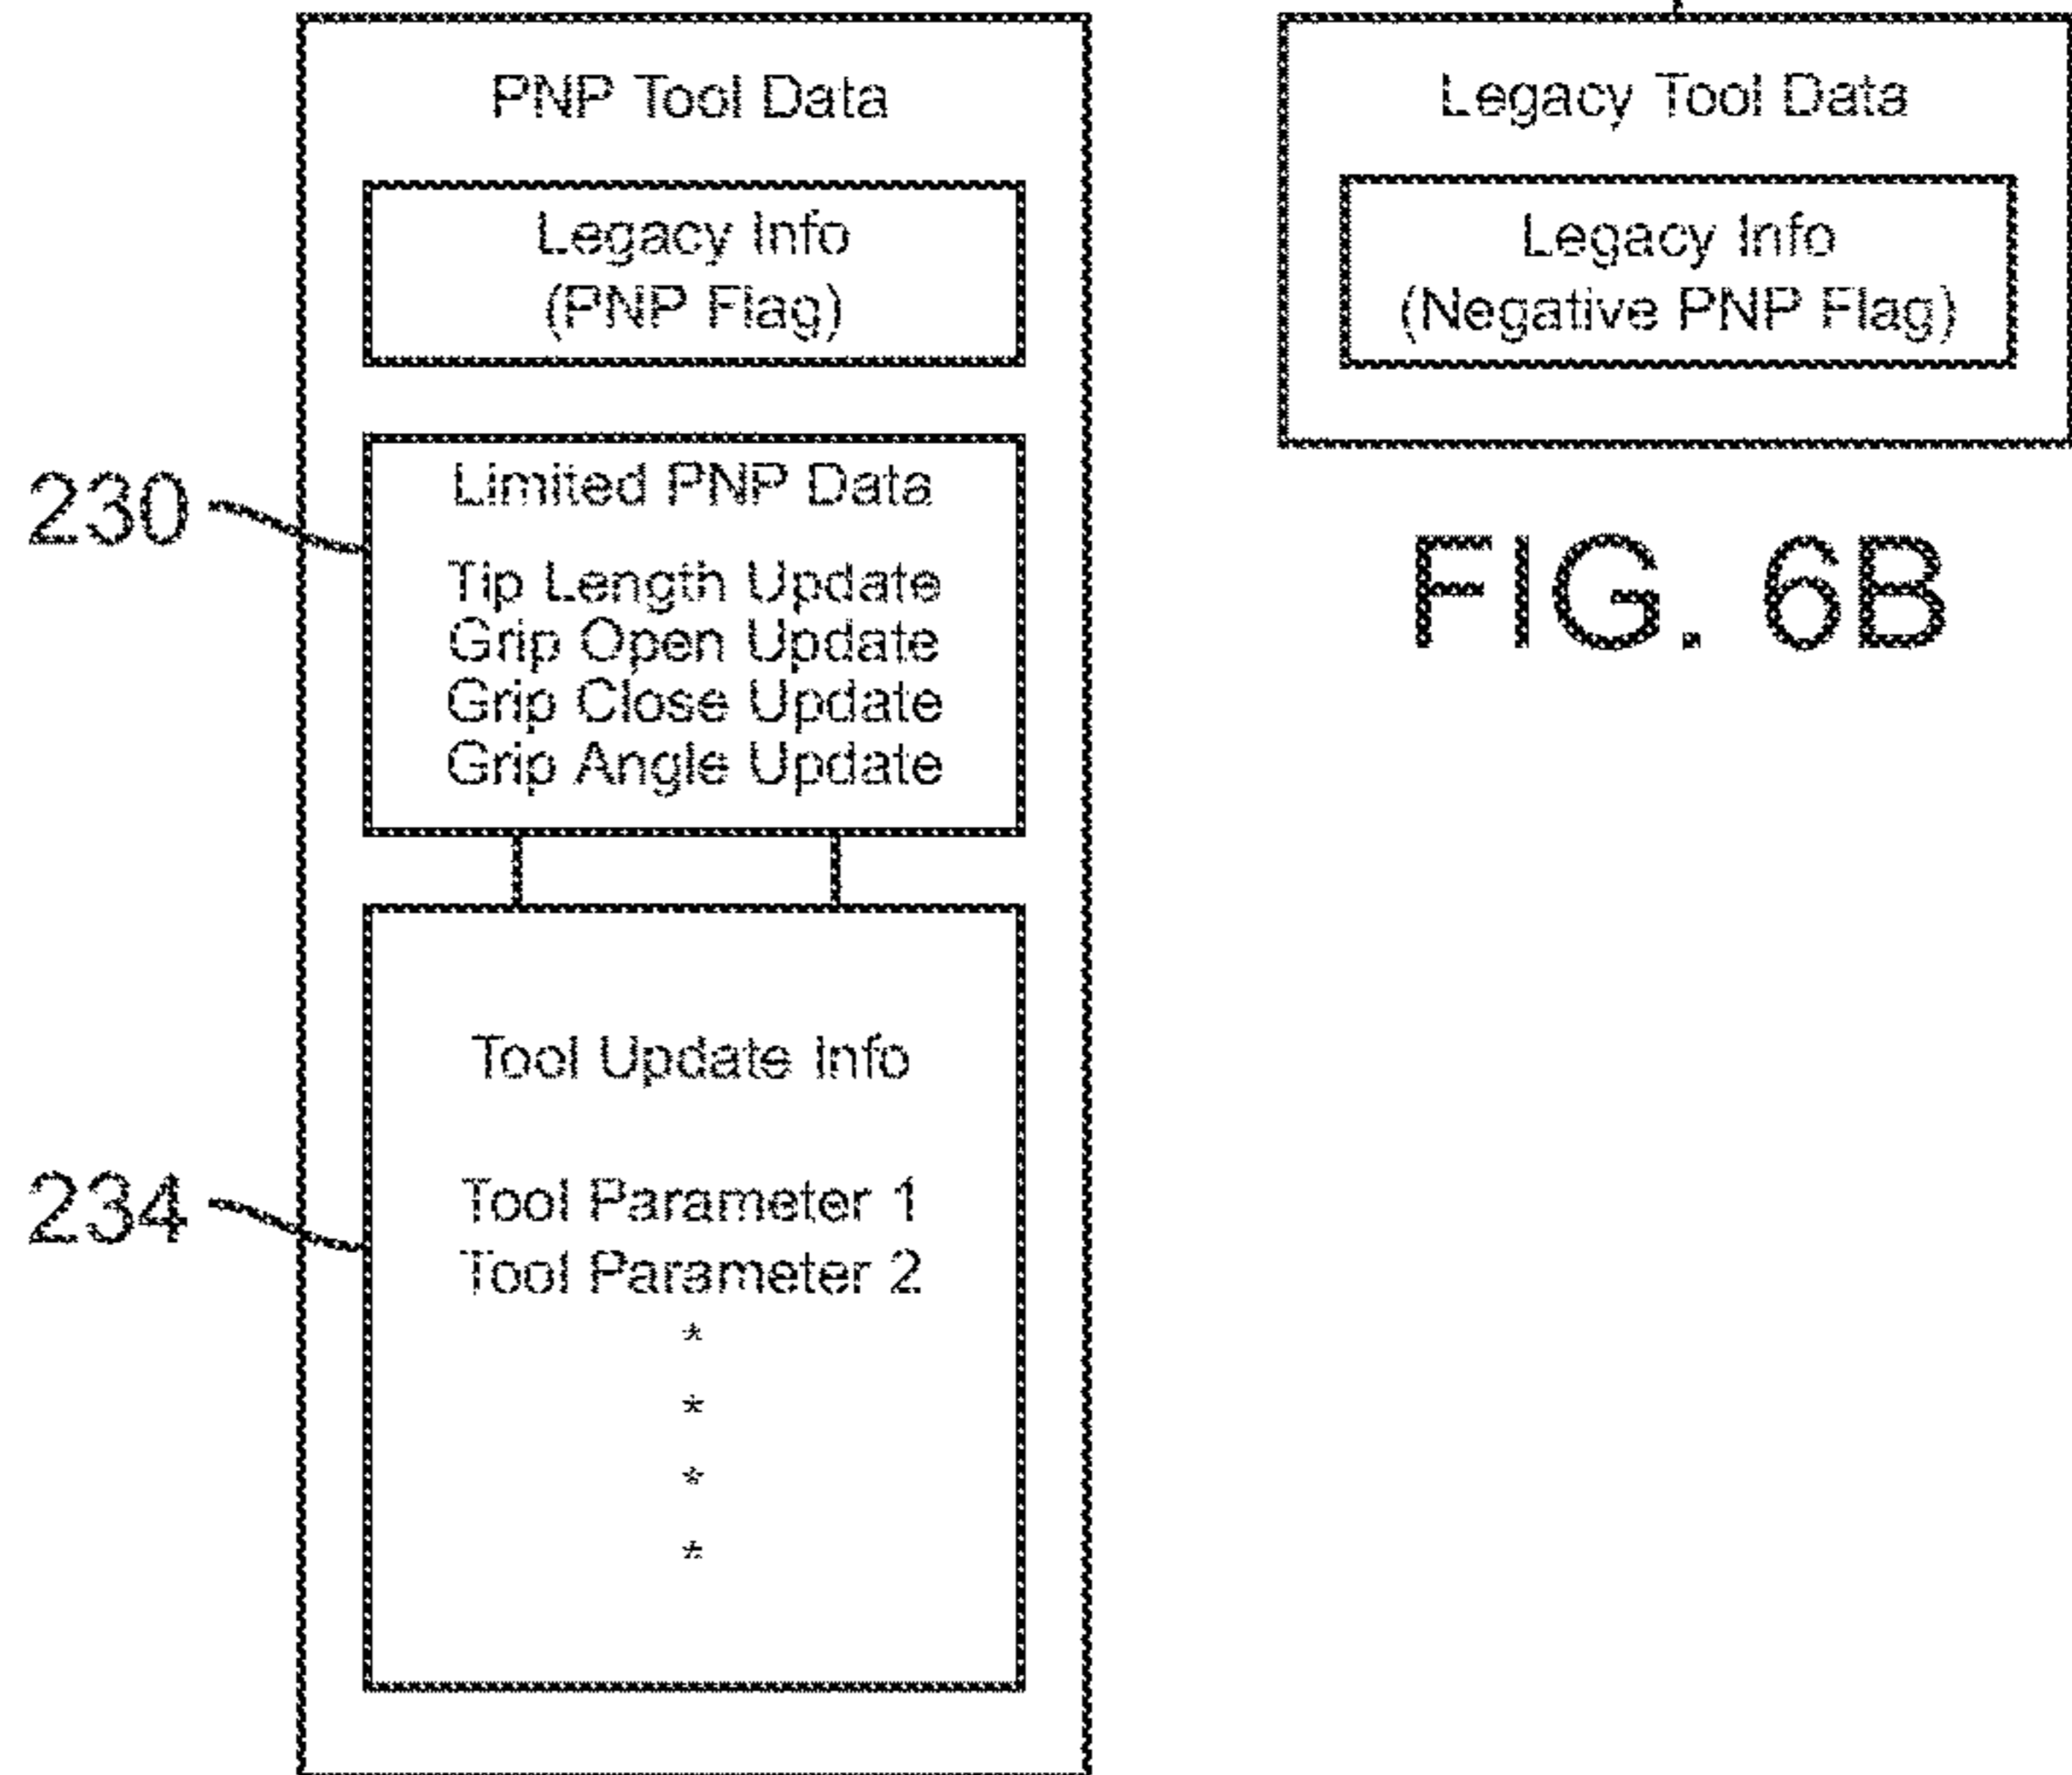 PNP Tool Data
Legacy Info
(PNP Flag)
230
Limited PNP Data
Tip Length Update
Grip Open Update
Grip Close Update
Grip Angle Update
234
Tool Update Info
Tool Parameter 1
Tool Parameter 2
*
*
*
*
Legacy Tool Data
Legacy Info
(Negative PNP Flag)
FIG. 6B